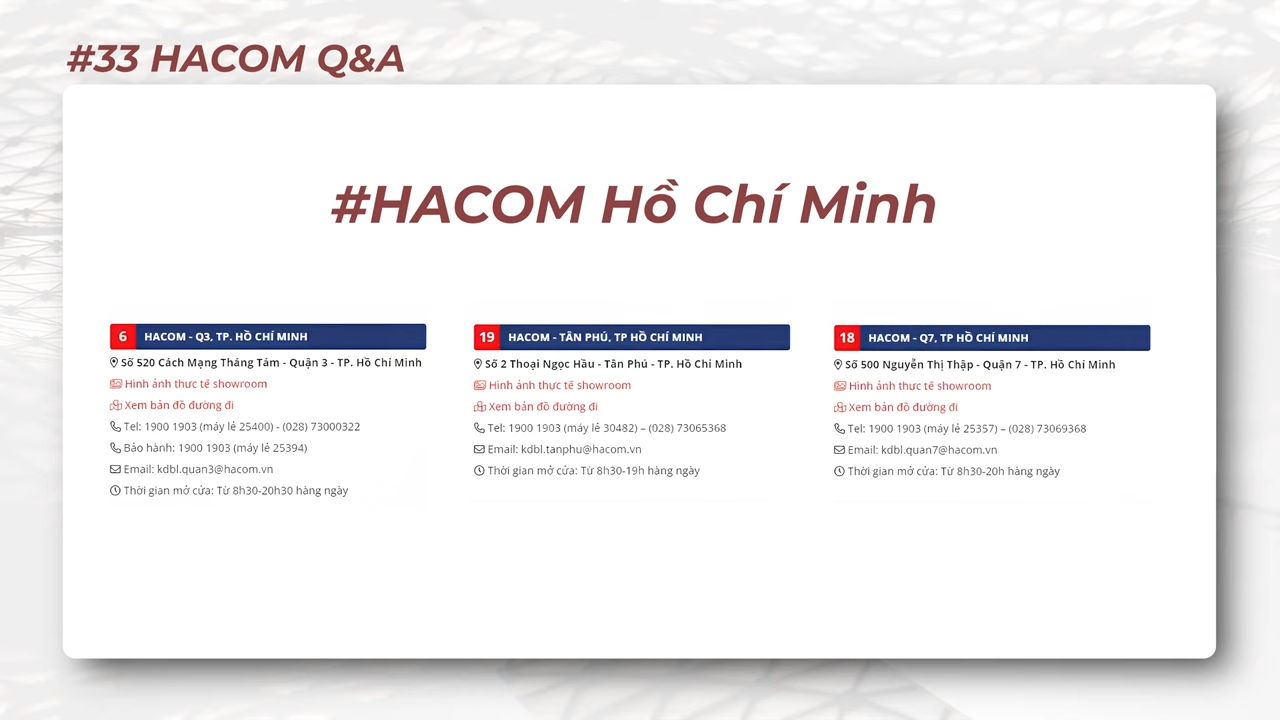 #33 HACOM Q&A
#HACOM Hồ Chí Minh
6 HACOM - Q3, TP. HỒ CHÍ MINH
Số 520 Cách Mạng Tháng Tám - Quận 3 - TP. Hồ Chí Minh
Hình ảnh thực tế showroom
Xem bản đồ đường đi
Tel: 1900 1903 (máy lẻ 25400) - (028) 73000322
Bảo hành: 1900 1903 (máy lẻ 25394)
Email: kdbl.quan3@hacom.vn
Thời gian mở cửa: Từ 8h30-20h30 hàng ngày
19 HACOM - TÂN PHÚ, TP HỒ CHÍ MINH
Số 2 Thoại Ngọc Hầu - Tân Phú - TP. Hồ Chí Minh
Hình ảnh thực tế showroom
Xem bản đồ đường đi
Tel: 1900 1903 (máy lẻ 30482) – (028) 73065368
Email: kdbl.tanphu@hacom.vn
Thời gian mở cửa: Từ 8h30-19h hàng ngày
18 HACOM - Q7, TP HỒ CHÍ MINH
Số 500 Nguyễn Thị Thập - Quận 7 - TP. Hồ Chí Minh
Hình ảnh thực tế showroom
Xem bản đồ đường đi
Tel: 1900 1903 (máy lẻ 25357) – (028) 73069368
Email: kdbl.quan7@hacom.vn
Thời gian mở cửa: Từ 8h30-20h hàng ngày